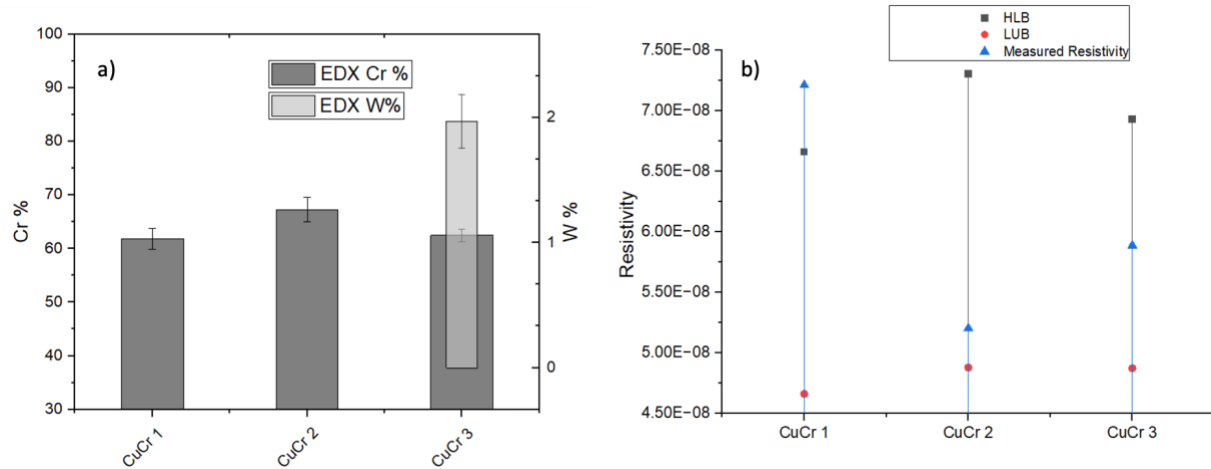 a)
EDX Cr %
EDX W%
Cr %
100
90
80
70
60
50
40
30
W %
2
1
0
CuCr 1
CuCr 2
CuCr 3
b)
HLB
LUB
Measured Resistivity
Resistivity
7.50E−08
7.00E−08
6.50E−08
6.00E−08
5.50E−08
5.00E−08
4.50E−08
CuCr 1
CuCr 2
CuCr 3